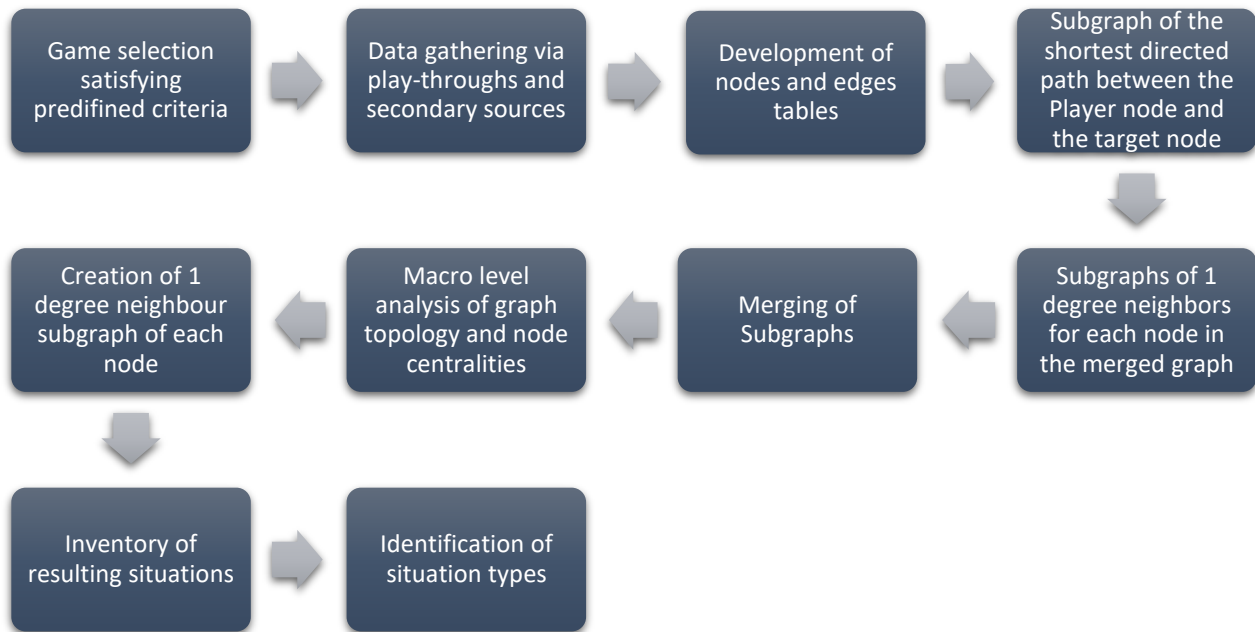 Game selection
satisfying
predifined criteria
Data gathering via
play-throughs and
secondary sources
Development of
nodes and edges
tables
Subgraph of the
shortest directed
path between the
Player node and
the target node
Subgraphs of 1
degree neighbors
for each node in
the merged graph
Merging of
Subgraphs
Macro level
analysis of graph
topology and node
centralities
Creation of 1
degree neighbour
subgraph of each
node
Inventory of
resulting situations
Identification of
situation types